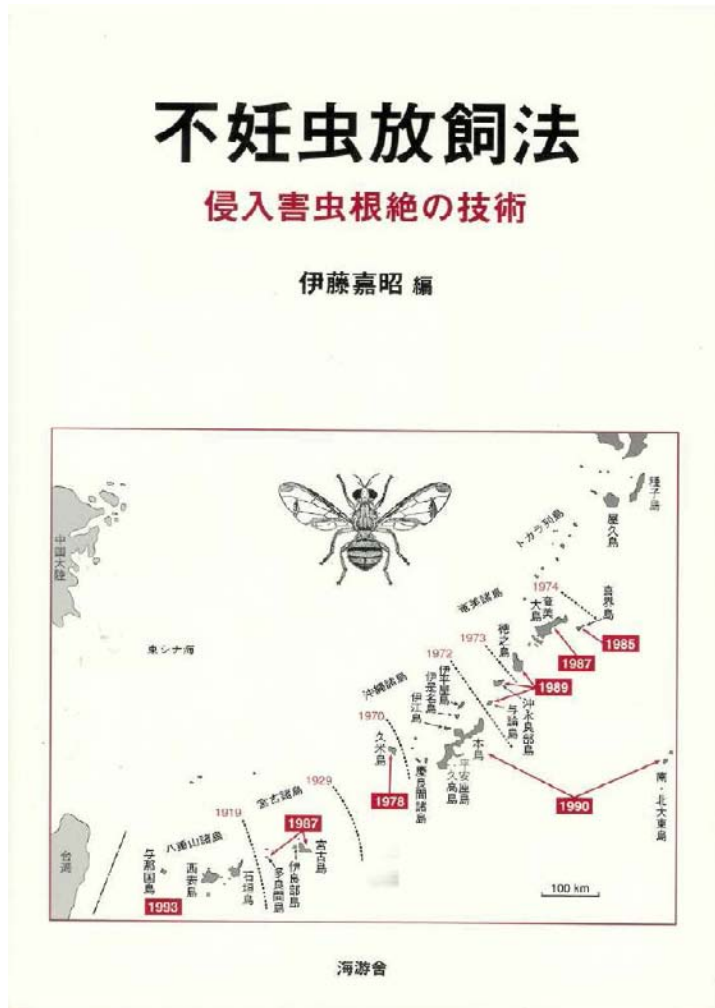 不妊虫放飼法
侵入害虫根絶の技術
伊藤嘉昭 編
種子島
屋久島
トカラ列島
中国大陸
1974
喜界島
奄美諸島
奄美
大島
1985
東シナ海
1973
徳之島
1987
1972
伊平屋島
伊是名島
伊江島
1989
沖永良部島
与論島
沖縄諸島
1970
久米島
本島
平安座島
久高島
慶良間諸島
南・北大東島
1978
1990
1929
宮古諸島
1919
1987
八重山諸島
宮古島
伊良部島
多良間島
石垣島
西表島
与那国島
台湾
1993
100 km
海游舎